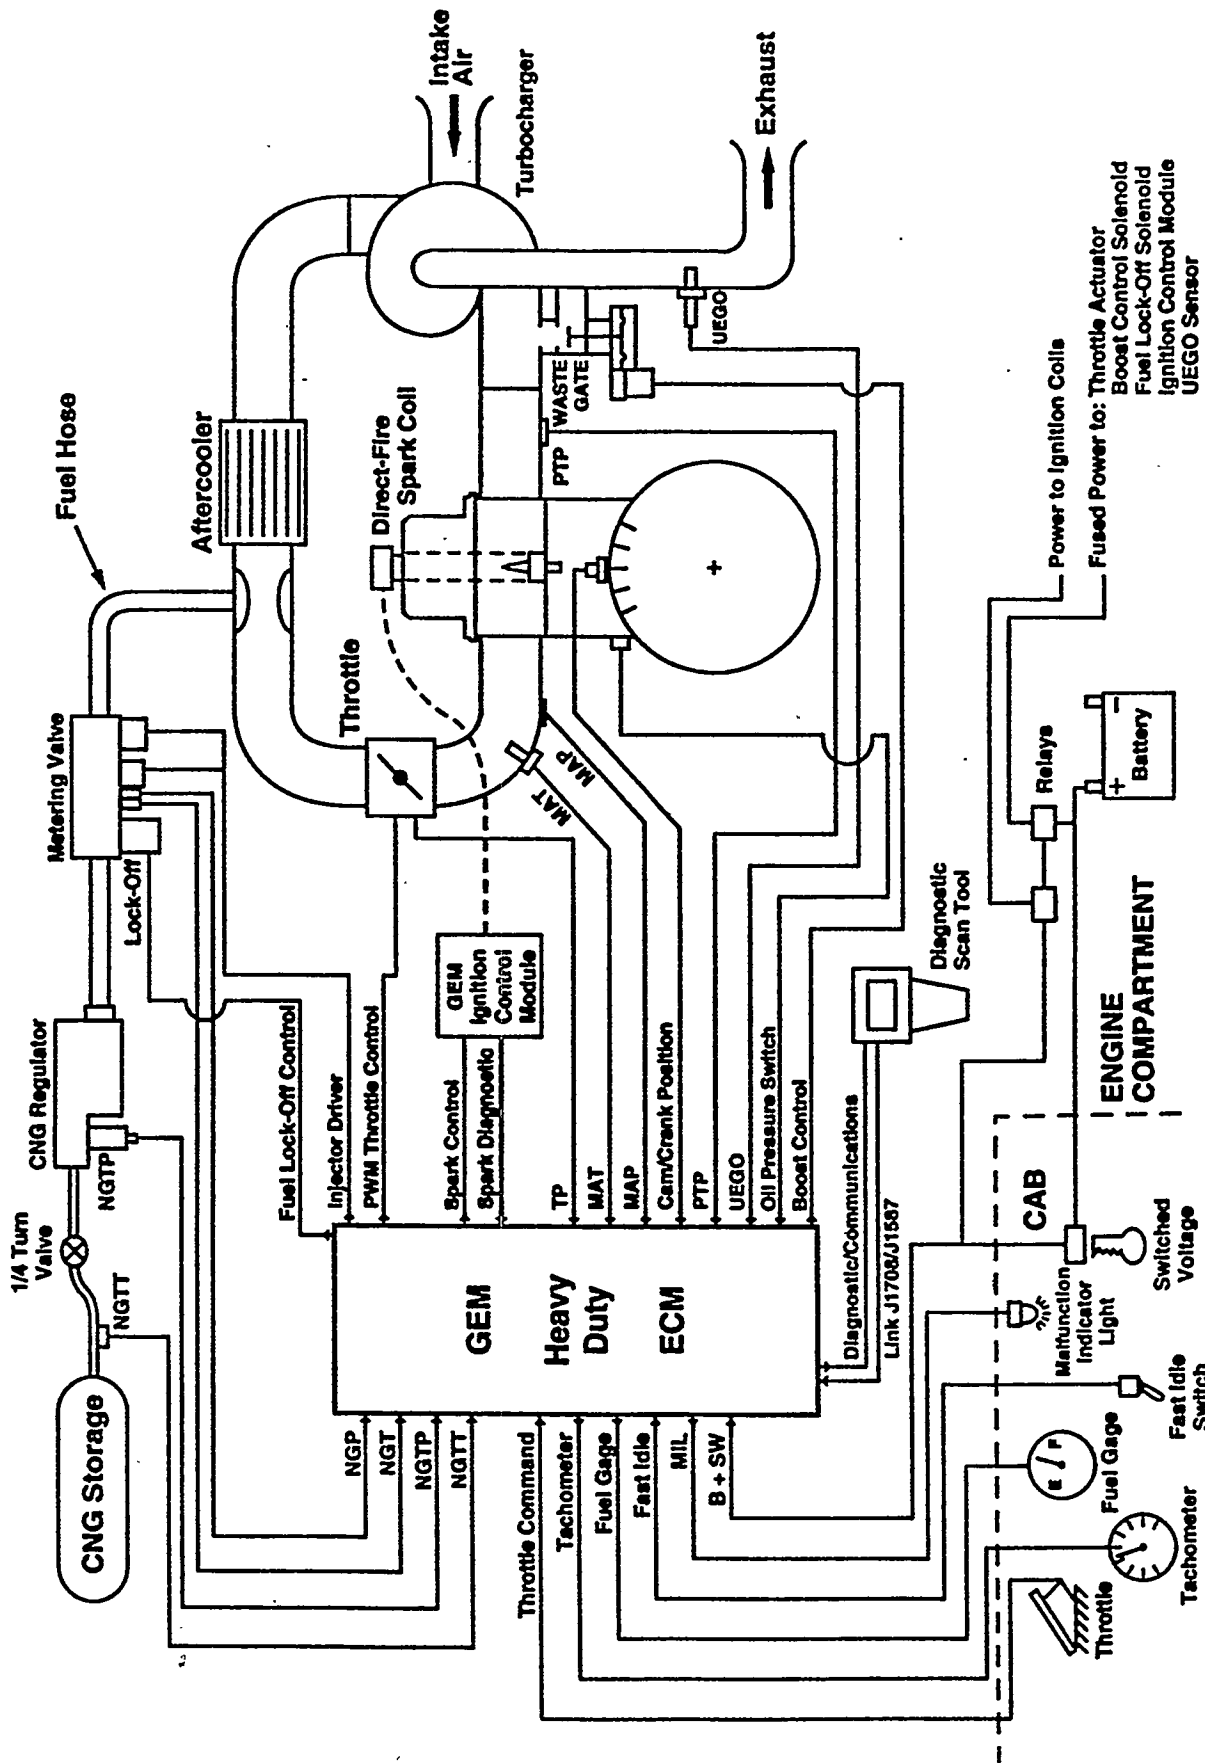 CNG Storage
NGTT
1/4 Turn
Valve
NGTP
CNG Regulator
Lock-Off
Metering Valve
Fuel Hose
Aftercooler
Throttle
Direct-Fire
Spark Coil
Intake
Air
Turbocharger
Exhaust
WASTE
GATE
UEGO
PTP
MAT
MAP
Fuel Lock-Off Control
Injector Driver
PWM Throttle Control
Spark Control
Spark Diagnostic
GEM
Ignition
Control
Module
TP
MAT
MAP
Cam/Crank Position
PTP
UEGO
Oil Pressure Switch
Boost Control
GEM
Heavy
Duty
ECM
NGP
NGT
NGTP
NGTT
Throttle Command
Tachometer
Fuel Gage
Fast Idle
MIL
B + SW
Diagnostic/Communications
Link J1708/J1587
Diagnostic
Scan Tool
Power to Ignition Coils
Fused Power to: Throttle Actuator
Boost Control Solenoid
Fuel Lock-Off Solenoid
Ignition Control Module
UEGO Sensor
Relays
+
-
Battery
ENGINE
COMPARTMENT
CAB
Throttle
Tachometer
E F
Fuel Gage
Fast Idle
Switch
Malfunction
Indicator
Light
Switched
Voltage